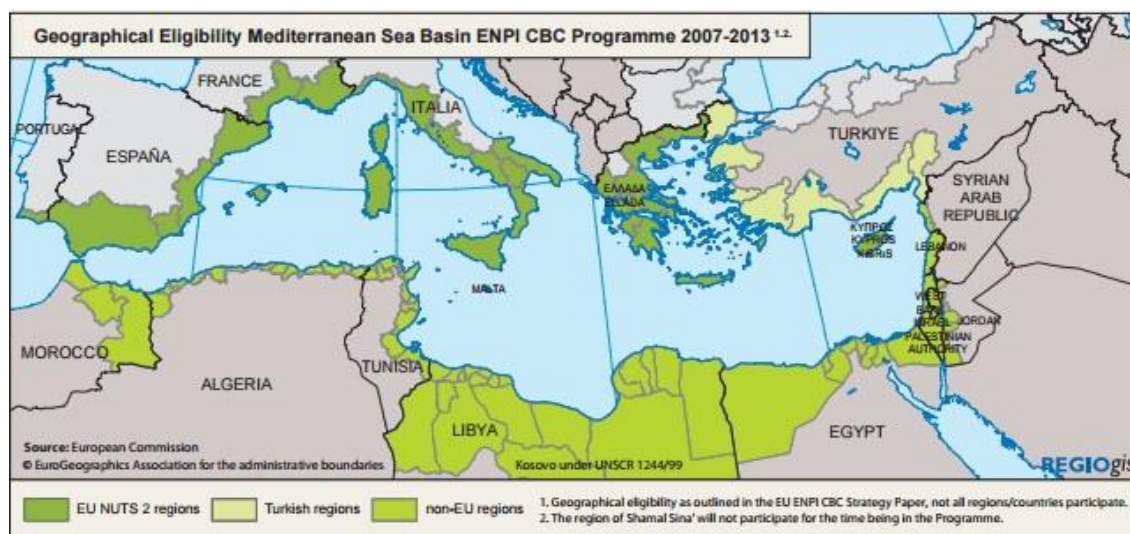 Geographical Eligibility Mediterranean Sea Basin ENPI CBC Programme 2007-2013 1.2.
FRANCE
ITALIA
PORTUGAL
ESPAÑA
TURKIYE
ΕΛΛΑΔΑ
ELLADA
SYRIAN
ARAB
REPUBLIC
KYΠPOΣ
KYPROS
KIBRIS
LEBANON
MALTA
WEST
BANK
ISRAEL
JORDAN
PALESTINIAN
AUTHORITY
MOROCCO
TUNISIA
ALGERIA
LIBYA
EGYPT
Source: European Commission
© EuroGeographics Association for the administrative boundaries
Kosovo under UNSCR 1244/99
REGIOgis
EU NUTS 2 regions
Turkish regions
non-EU regions
1. Geographical eligibility as outlined in the EU ENPI CBC Strategy Paper, not all regions/countries participate.
2. The region of Shamal Sina' will not participate for the time being in the Programme.